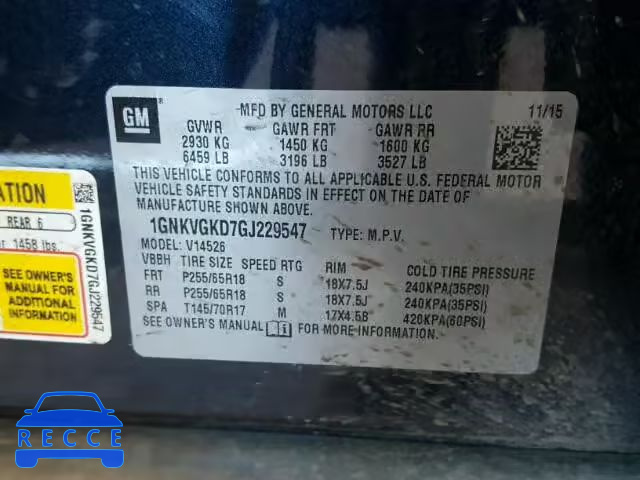 GM
®
MFD BY GENERAL MOTORS LLC 11/15
GVWR GAWR FRT GAWR RR
2930 KG 1450 KG 1600 KG
6459 LB 3196 LB 3527 LB
THIS VEHICLE CONFORMS TO ALL APPLICABLE U.S. FEDERAL MOTOR
VEHICLE SAFETY STANDARDS IN EFFECT ON THE DATE OF
MANUFACTURE SHOWN ABOVE.
1GNKVGKD7GJ229547 TYPE: M.P.V.
MODEL: V14526
VBBH TIRE SIZE SPEED RTG RIM COLD TIRE PRESSURE
FRT P255/65R18 S 18X7.5J 240KPA(35PSI)
RR P255/65R18 S 18X7.5J 240KPA(35PSI)
SPA T145/70R17 M 17X4.5B 420KPA(60PSI)
SEE OWNER'S MANUAL FOR MORE INFORMATION.
REAR 6
1458 lbs.
SEE OWNER'S
MANUAL FOR
ADDITIONAL
INFORMATION
1GNKVGKD7GJ229547
RECCE